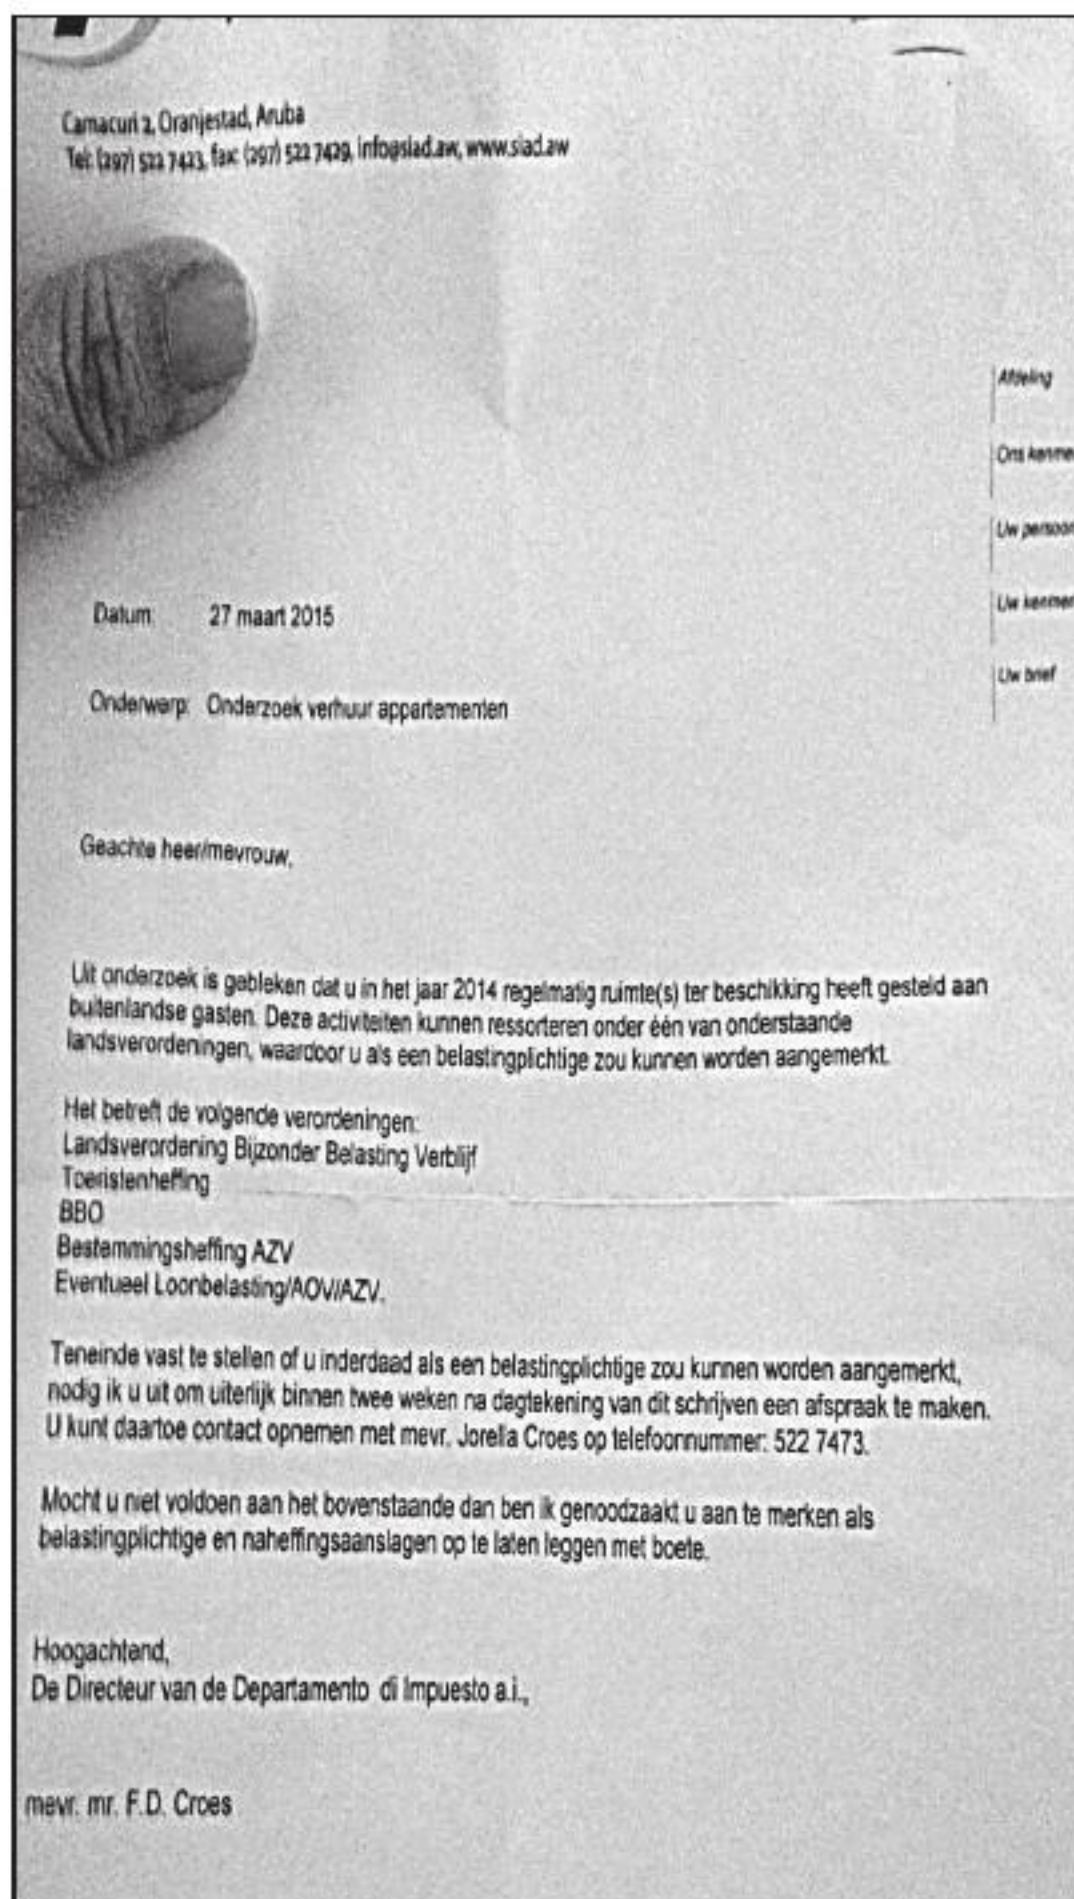 Camacuri 2, Oranjestad, Aruba
Tel: (297) 522 7423, fax: (297) 522 7429, info@siad.aw, www.siad.aw
Afdeling
Ons kenme
Uw persoon
Datum: 27 maart 2015
Uw kenmer
Uw brief
Onderwerp: Onderzoek verhuur appartementen
Geachte heer/mevrouw,
Uit onderzoek is gebleken dat u in het jaar 2014 regelmatig ruimte(s) ter beschikking heeft gesteld aan
buitenlandse gasten. Deze activiteiten kunnen ressorteren onder één van onderstaande
landsverordeningen, waardoor u als een belastingplichtige zou kunnen worden aangemerkt.
Het betreft de volgende verordeningen:
Landsverordening Bijzonder Belasting Verblijf
Toeristenheffing
BBO
Bestemmingsheffing AZV
Eventueel Loonbelasting/AOV/AZV.
Teneinde vast te stellen of u inderdaad als een belastingplichtige zou kunnen worden aangemerkt,
nodig ik u uit om uiterlijk binnen twee weken na dagtekening van dit schrijven een afspraak te maken.
U kunt daartoe contact opnemen met mevr. Jorella Croes op telefoonnummer: 522 7473.
Mocht u niet voldoen aan het bovenstaande dan ben ik genoodzaakt u aan te merken als
belastingplichtige en naheffingsaanslagen op te laten leggen met boete.
Hoogachtend,
De Directeur van de Departamento di Impuesto a.i.,
mevr. mr. F.D. Croes